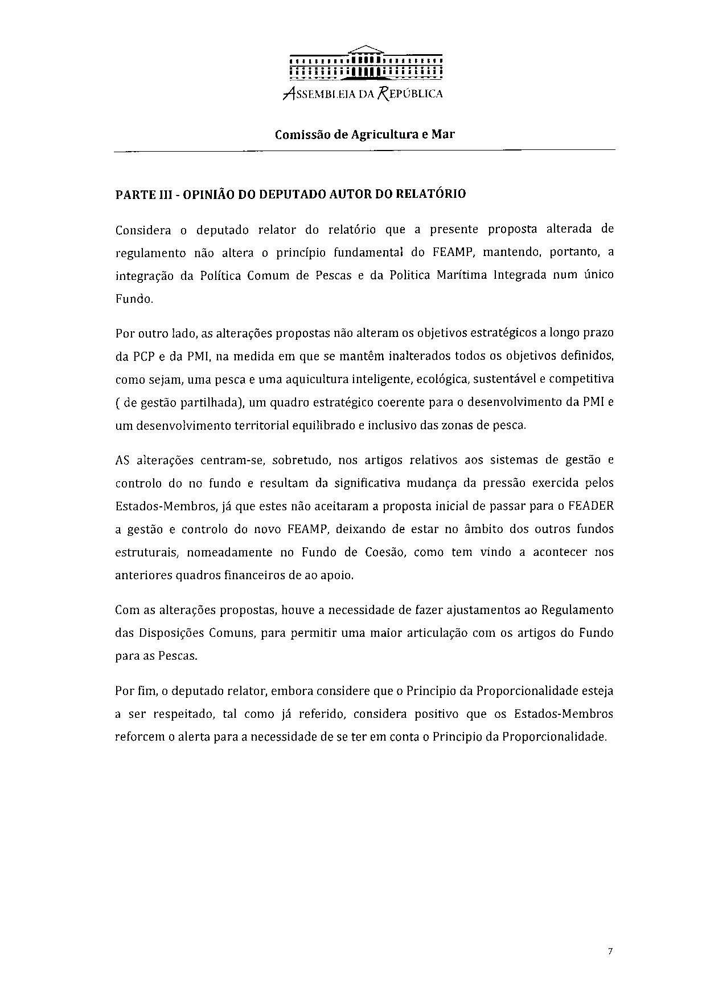 ASSEMBLEIA DA REPÚBLICA
Comissão de Agricultura e Mar
PARTE III - OPINIÃO DO DEPUTADO AUTOR DO RELATÓRIO
Considera o deputado relator do relatório que a presente proposta alterada de
regulamento não altera o princípio fundamental do FEAMP, mantendo, portanto, a
integração da Política Comum de Pescas e da Politica Marítima Integrada num único
Fundo.
Por outro lado, as alterações propostas não alteram os objetivos estratégicos a longo prazo
da PCP e da PMI, na medida em que se mantêm inalterados todos os objetivos definidos,
como sejam, uma pesca e uma aquicultura inteligente, ecológica, sustentável e competitiva
( de gestão partilhada), um quadro estratégico coerente para o desenvolvimento da PMI e
um desenvolvimento territorial equilibrado e inclusivo das zonas de pesca.
AS alterações centram-se, sobretudo, nos artigos relativos aos sistemas de gestão e
controlo do no fundo e resultam da significativa mudança da pressão exercida pelos
Estados-Membros, já que estes não aceitaram a proposta inicial de passar para o FEADER
a gestão e controlo do novo FEAMP, deixando de estar no âmbito dos outros fundos
estruturais, nomeadamente no Fundo de Coesão, como tem vindo a acontecer nos
anteriores quadros financeiros de ao apoio.
Com as alterações propostas, houve a necessidade de fazer ajustamentos ao Regulamento
das Disposições Comuns, para permitir uma maior articulação com os artigos do Fundo
para as Pescas.
Por fim, o deputado relator, embora considere que o Principio da Proporcionalidade esteja
a ser respeitado, tal como já referido, considera positivo que os Estados-Membros
reforcem o alerta para a necessidade de se ter em conta o Principio da Proporcionalidade.
7